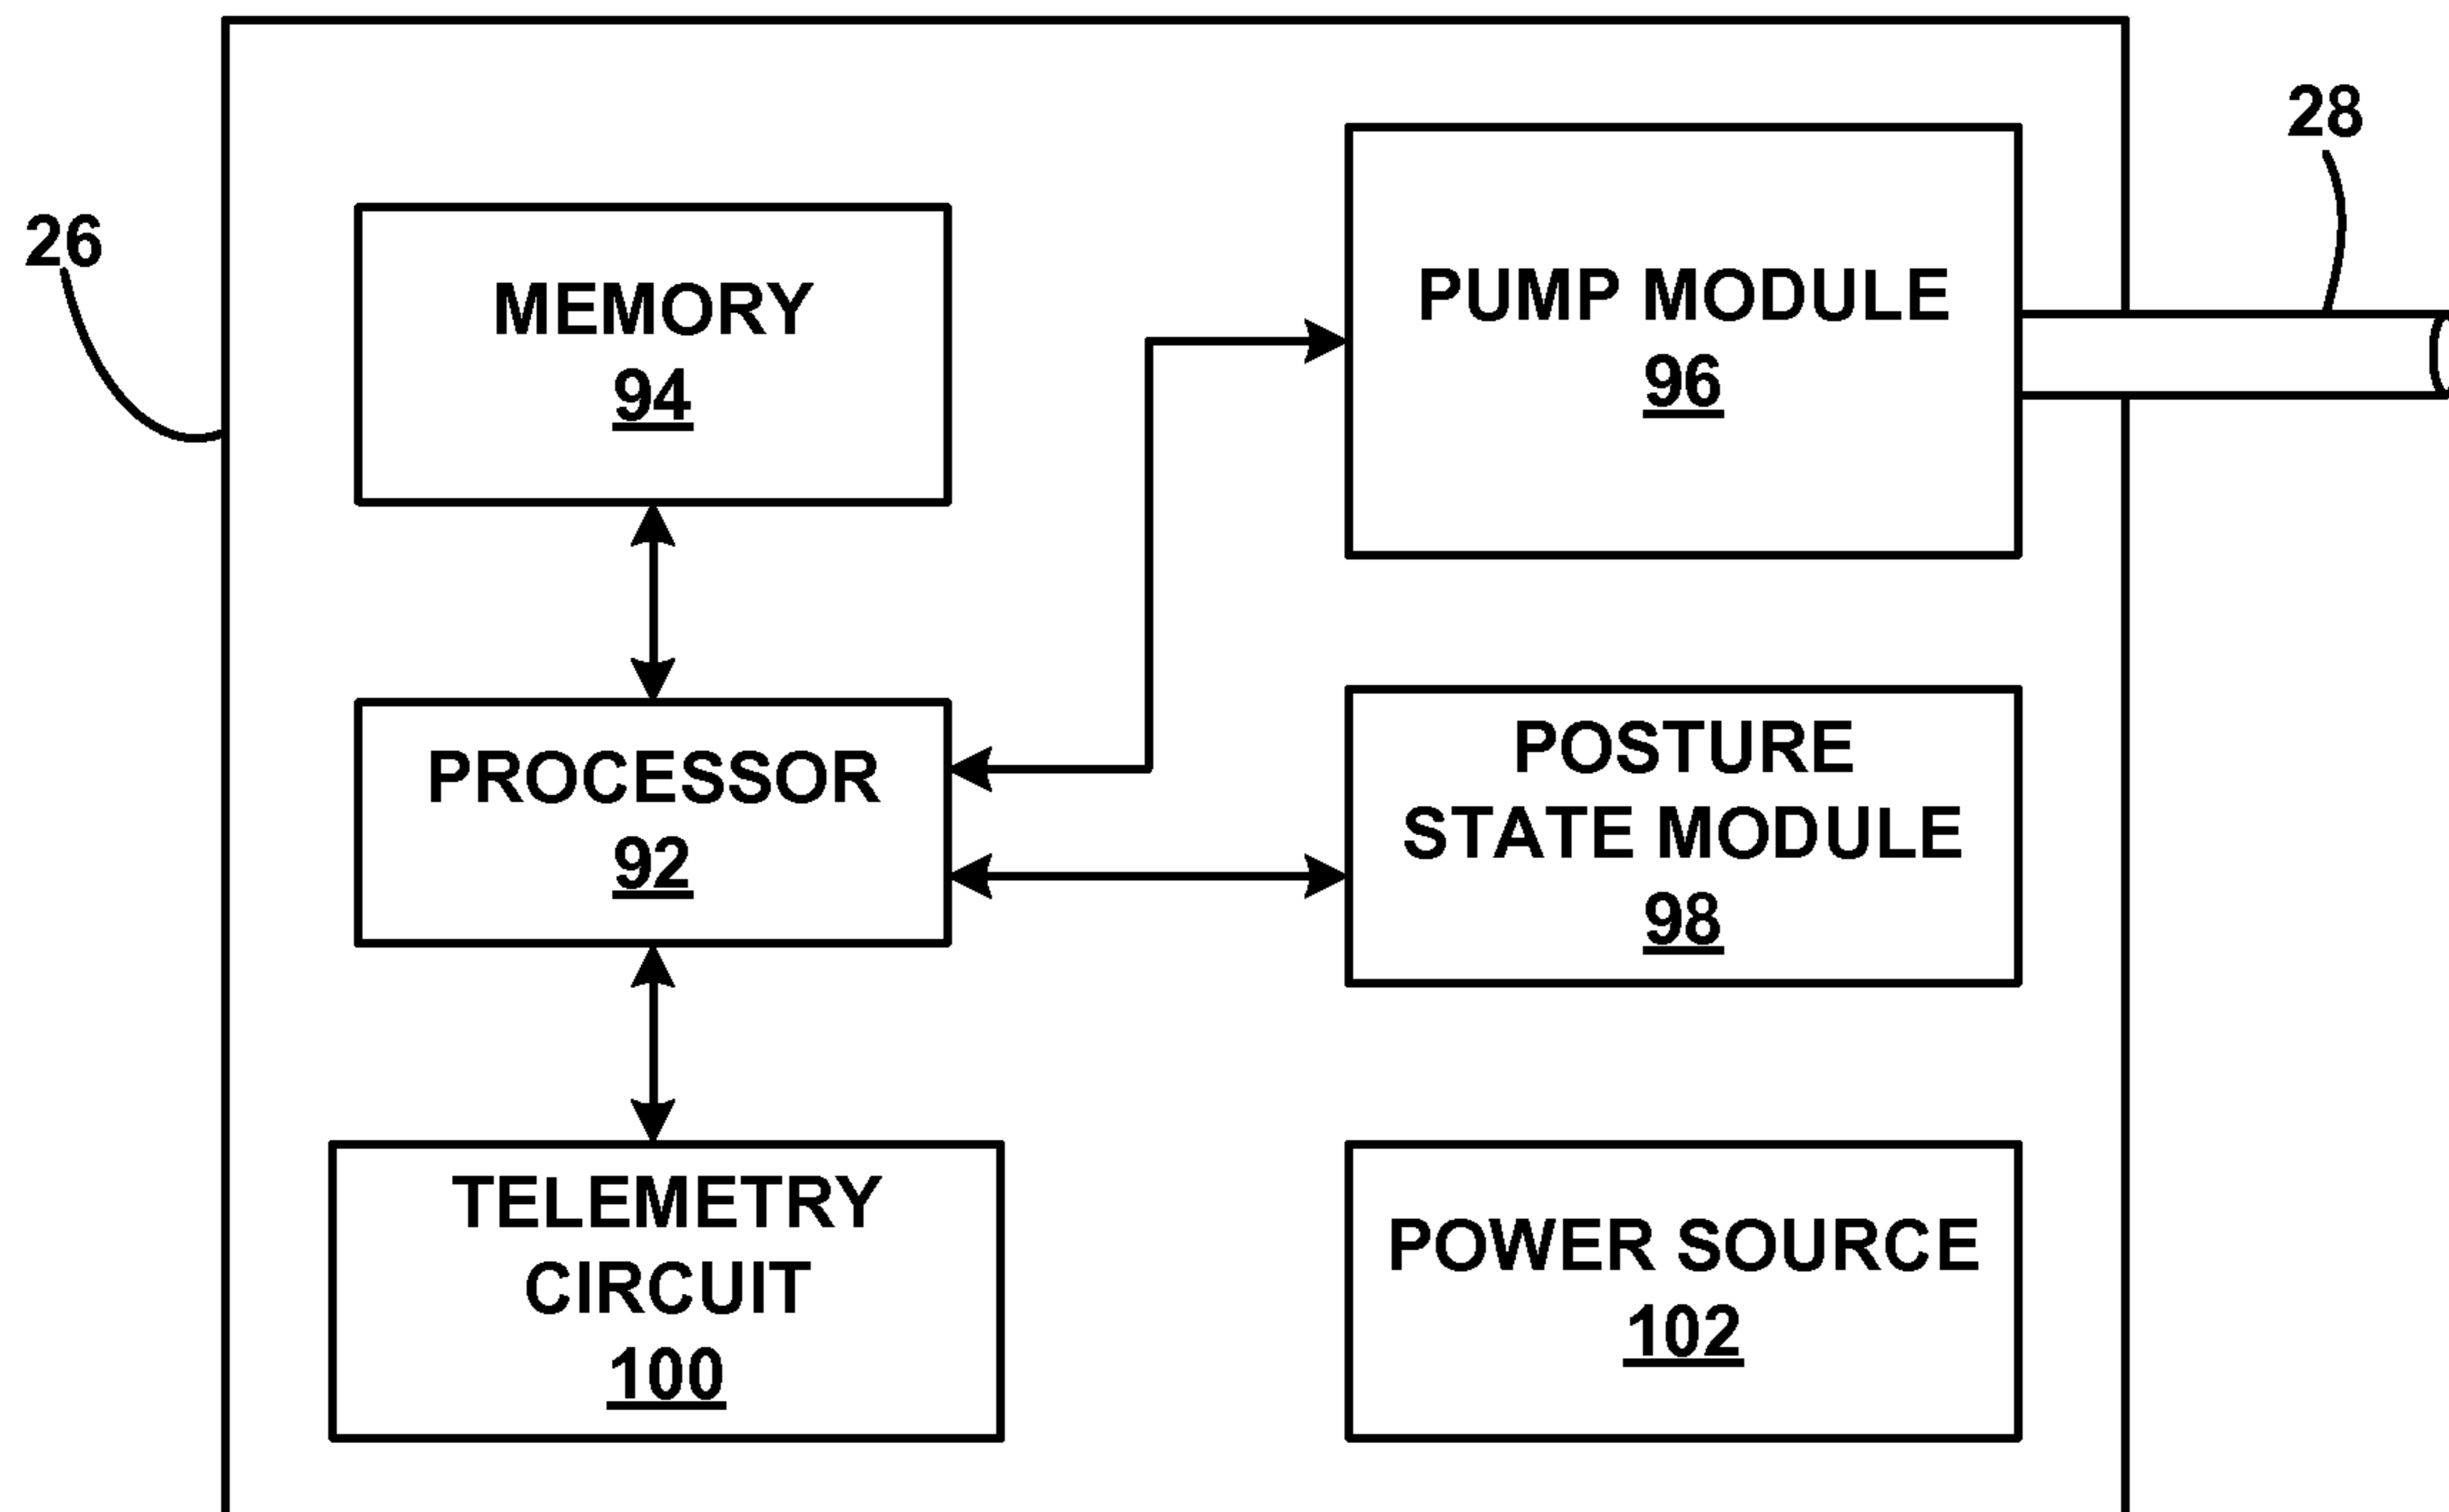 26
28
MEMORY
94
PUMP MODULE
96
PROCESSOR
92
POSTURE
STATE MODULE
98
TELEMETRY
CIRCUIT
100
POWER SOURCE
102